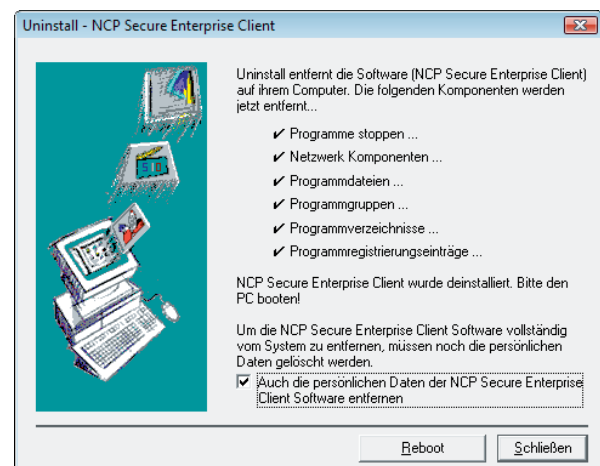 Uninstall - NCP Secure Enterprise Client
Uninstall entfernt die Software (NCP Secure Enterprise Client)
auf ihrem Computer. Die folgenden Komponenten werden
jetzt entfernt...
✔ Programme stoppen ...
✔ Netzwerk Komponenten ...
✔ Programmdateien ...
✔ Programmgruppen ...
✔ Programmverzeichnisse ...
✔ Programmregistrierungseinträge ...
NCP Secure Enterprise Client wurde deinstalliert. Bitte den
PC booten!
Um die NCP Secure Enterprise Client Software vollständig
vom System zu entfernen, müssen noch die persönlichen
Daten gelöscht werden.
Auch die persönlichen Daten der NCP Secure Enterprise
Client Software entfernen
Reboot
Schließen